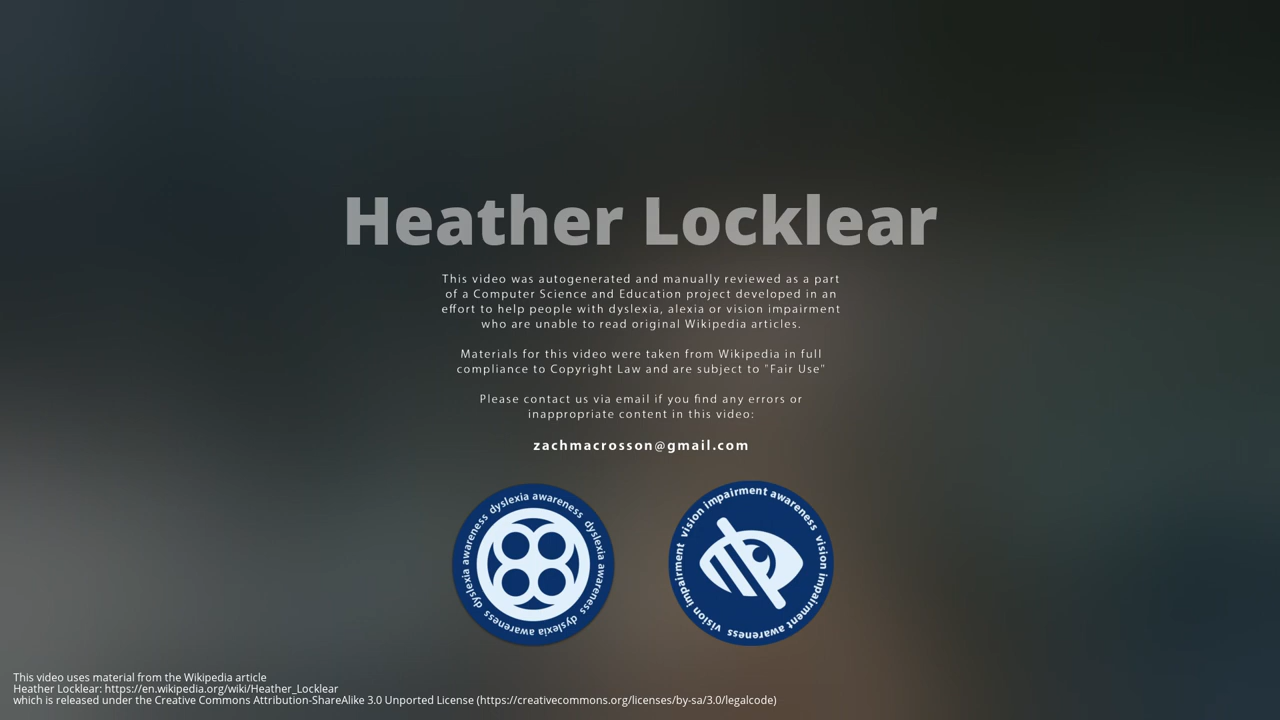 Heather Locklear
This video was autogenerated and manually reviewed as a part
of a Computer Science and Education project developed in an
effort to help people with dyslexia, alexia or vision impairment
who are unable to read original Wikipedia articles.
Materials for this video were taken from Wikipedia in full
compliance to Copyright Law and are subject to "Fair Use"
Please contact us via email if you find any errors or
inappropriate content in this video:
zachmacrosson@gmail.com
dyslexia awareness dyslexia awareness dyslexia awareness dyslexia awareness
vision impairment awareness vision impairment awareness vision impairment
This video uses material from the Wikipedia article
Heather Locklear: https://en.wikipedia.org/wiki/Heather_Locklear
which is released under the Creative Commons Attribution-ShareAlike 3.0 Unported License (https://creativecommons.org/licenses/by-sa/3.0/legalcode)